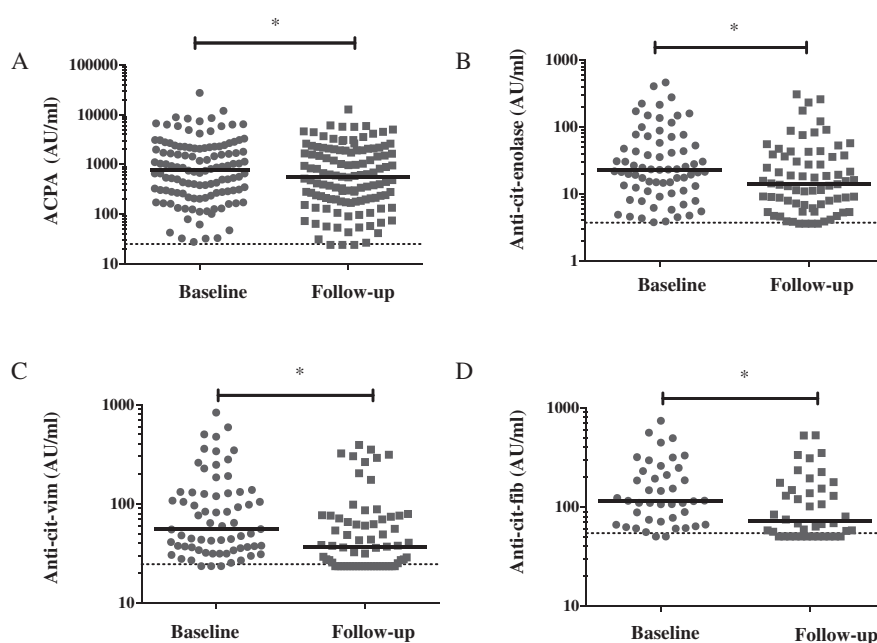 A
*
ACPA (AU/ml)
100000
10000
1000
100
10
Baseline Follow-up
B
*
Anti-cit-enolase (AU/ml)
1000
100
10
1
Baseline Follow-up
C
*
Anti-cit-vim (AU/ml)
1000
100
10
Baseline Follow-up
D
*
Anti-cit-fib (AU/ml)
1000
100
10
Baseline Follow-up